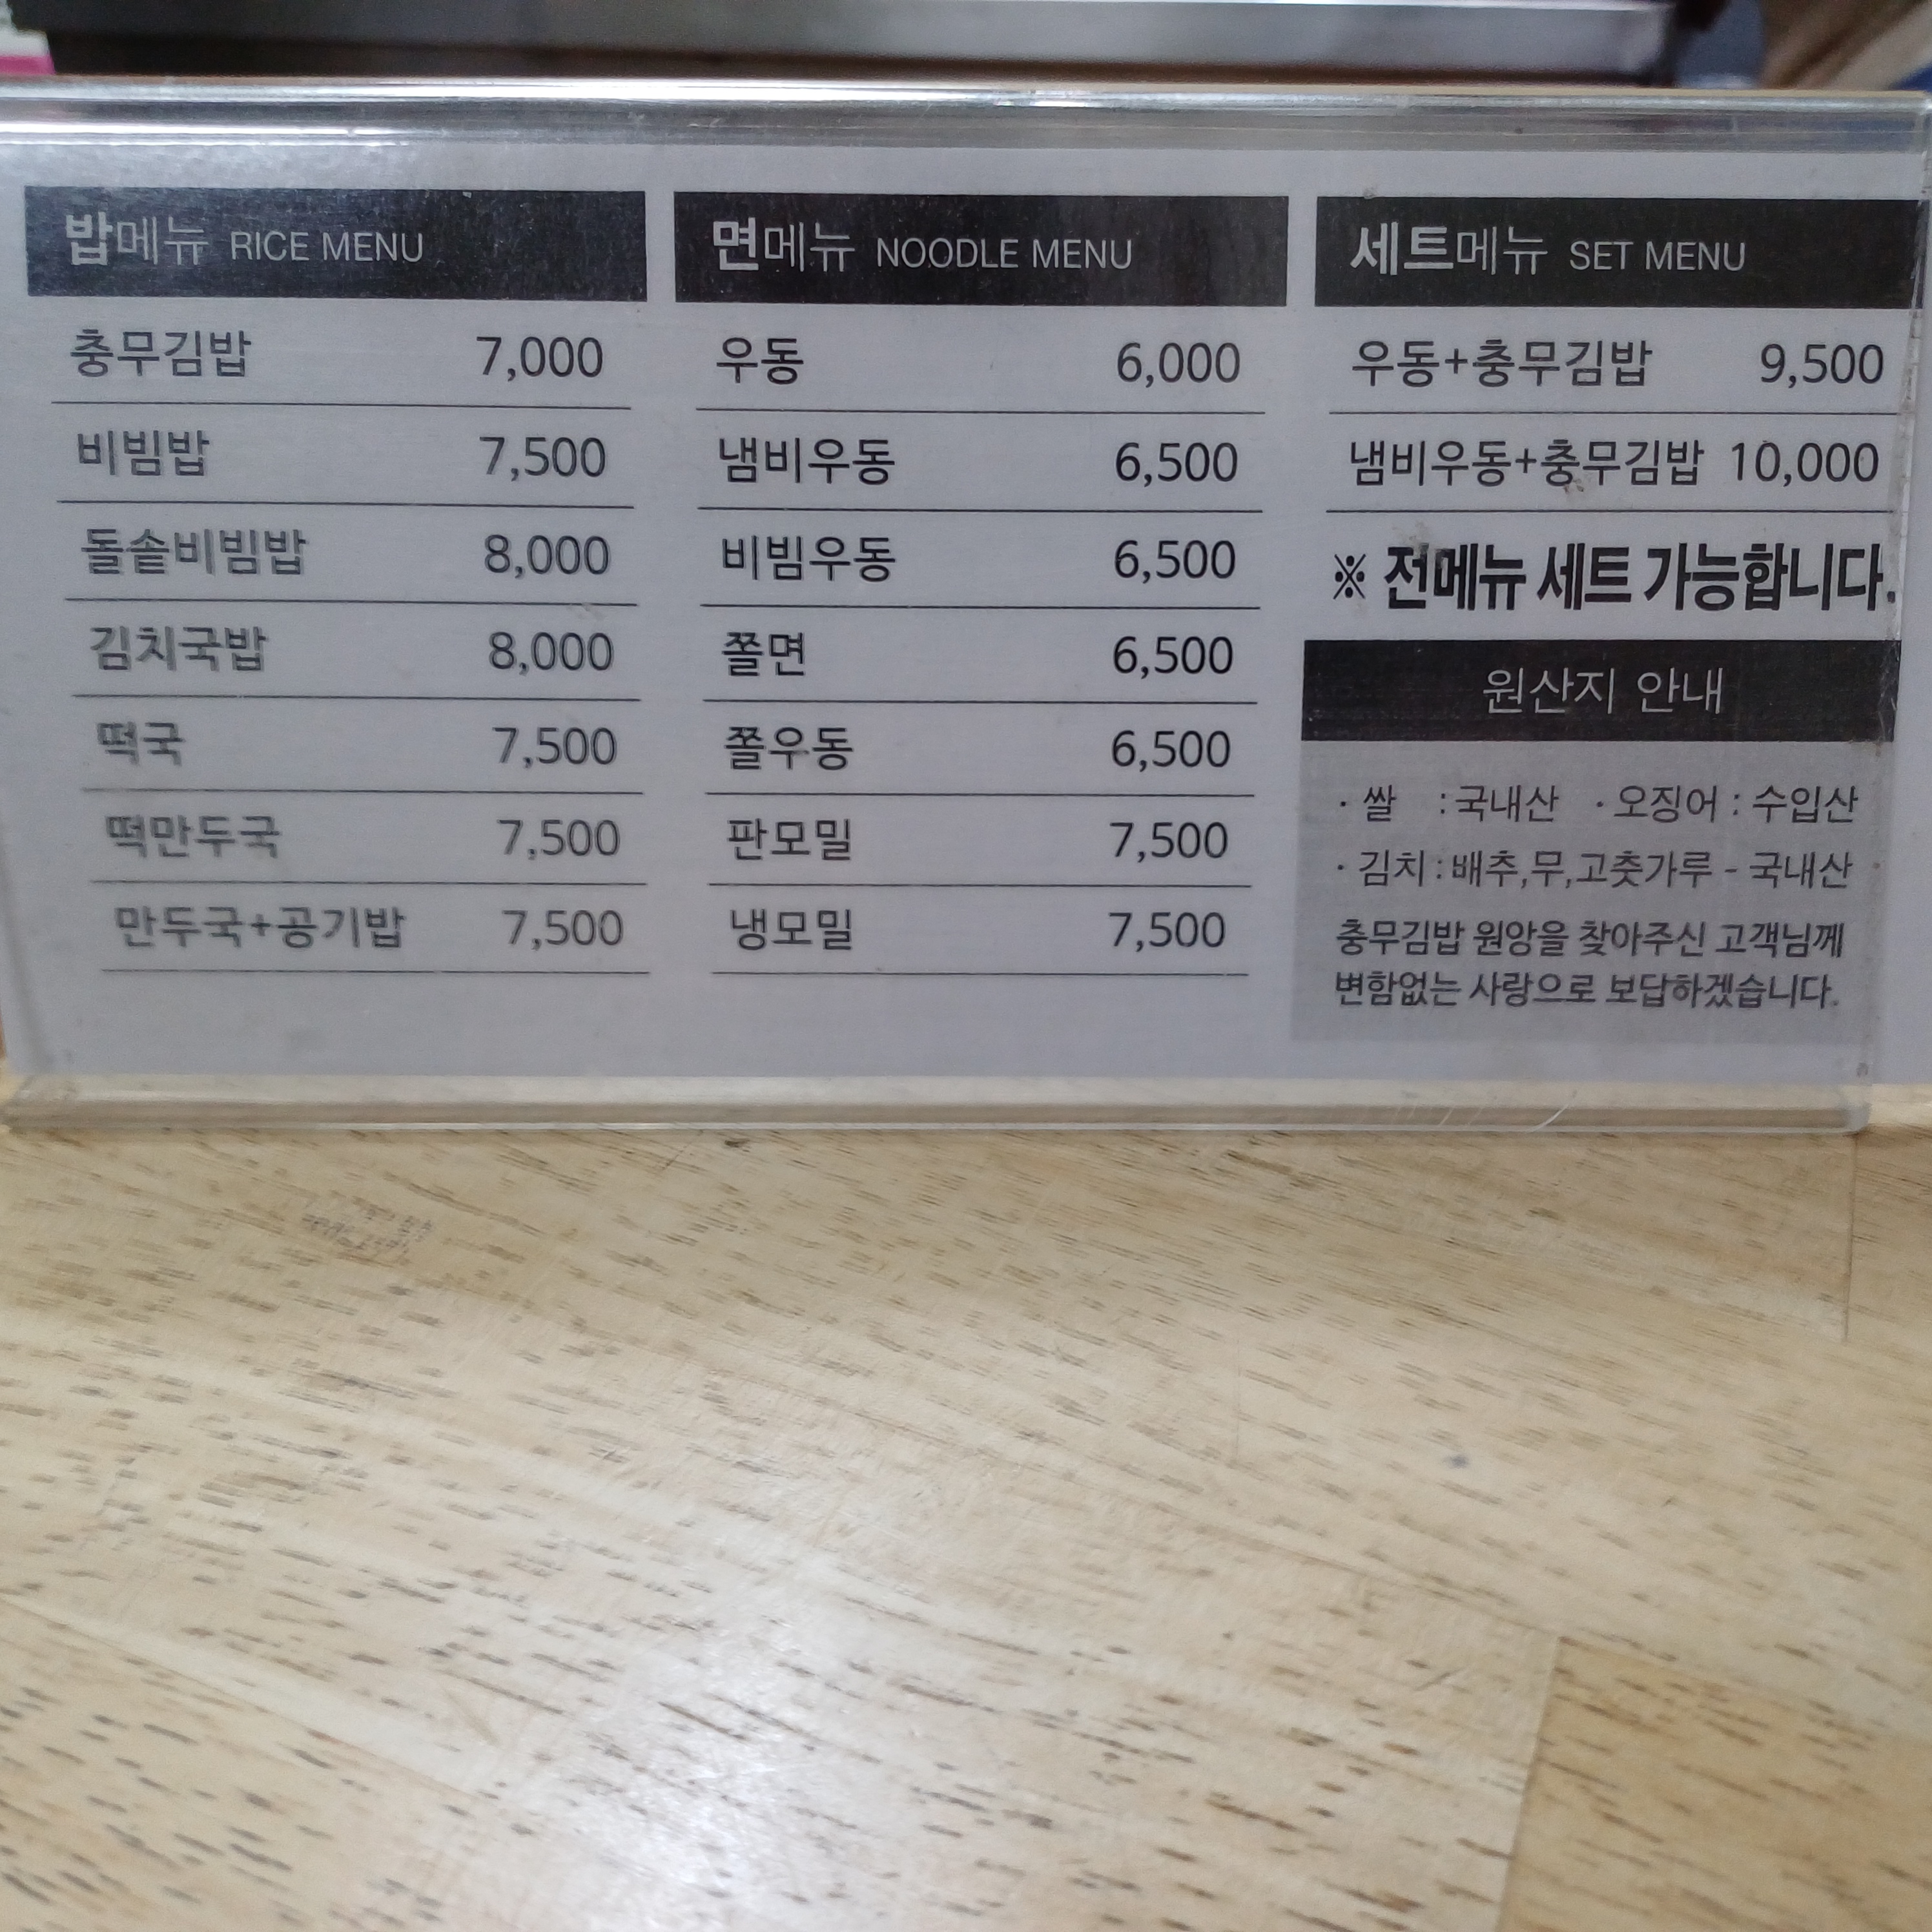 밥메뉴 RICE MENU
충무김밥 7,000
비빔밥 7,500
돌솥비빔밥 8,000
김치국밥 8,000
떡국 7,500
떡만두국 7,500
만두국+공기밥 7,500
면메뉴 NOODLE MENU
우동 6,000
냄비우동 6,500
비빔우동 6,500
쫄면 6,500
쫄우동 6,500
판모밀 7,500
냉모밀 7,500
세트메뉴 SET MENU
우동+충무김밥 9,500
냄비우동+충무김밥 10,000
※ 전메뉴 세트 가능합니다.
원산지 안내
· 쌀 : 국내산 · 오징어 : 수입산
· 김치 : 배추,무,고춧가루 - 국내산
충무김밥 원앙을 찾아주신 고객님께
변함없는 사랑으로 보답하겠습니다.